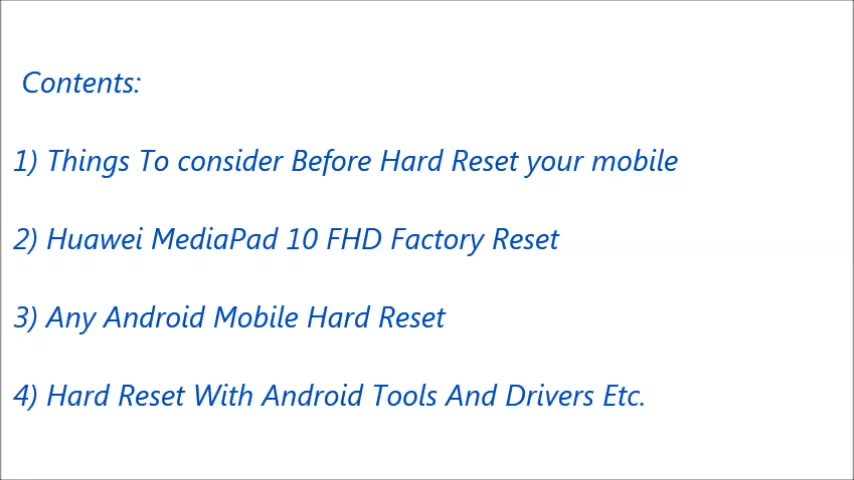 Contents:
1) Things To consider Before Hard Reset your mobile
2) Huawei MediaPad 10 FHD Factory Reset
3) Any Android Mobile Hard Reset
4) Hard Reset With Android Tools And Drivers Etc.